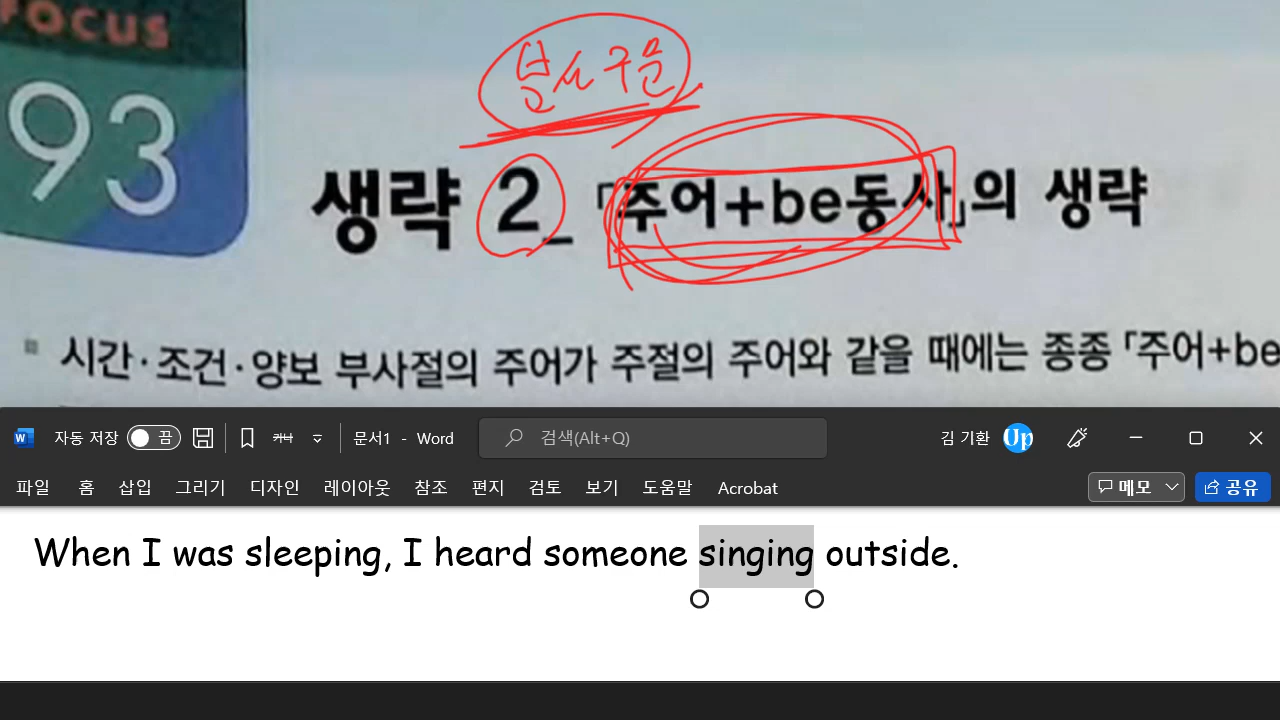 FOCUS
93
분사구문
생략 2_ 「주어+be동사」의 생략
시간·조건·양보 부사절의 주어가 주절의 주어와 같을 때에는 종종 「주어+be
자동 저장 끔 가나 문서1 - Word 검색(Alt+Q) 김 기환 Up
파일 홈 삽입 그리기 디자인 레이아웃 참조 편지 검토 보기 도움말 Acrobat 메모 공유
When I was sleeping, I heard someone singing outside.